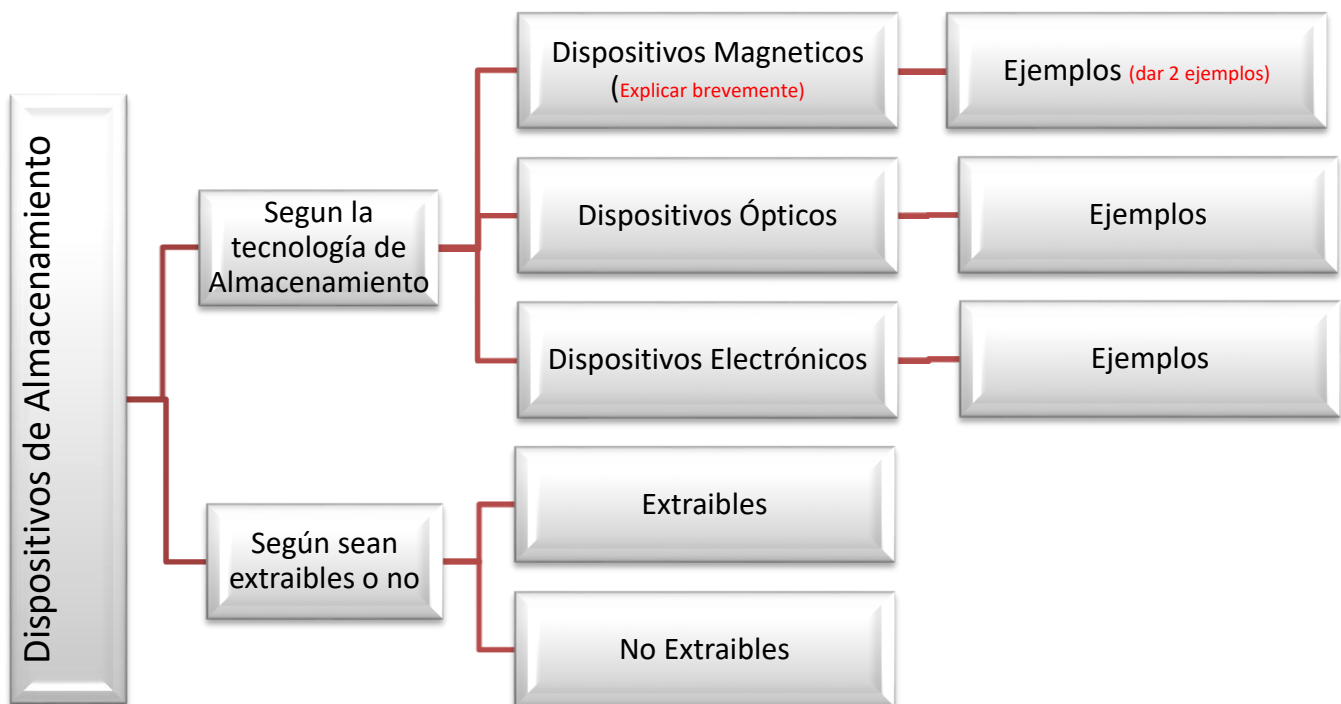 Dispositivos de Almacenamiento
Segun la
tecnología de
Almacenamiento
Dispositivos Magneticos
(Explicar brevemente)
Ejemplos (dar 2 ejemplos)
Dispositivos Ópticos
Ejemplos
Dispositivos Electrónicos
Ejemplos
Según sean
extraibles o no
Extraibles
No Extraibles